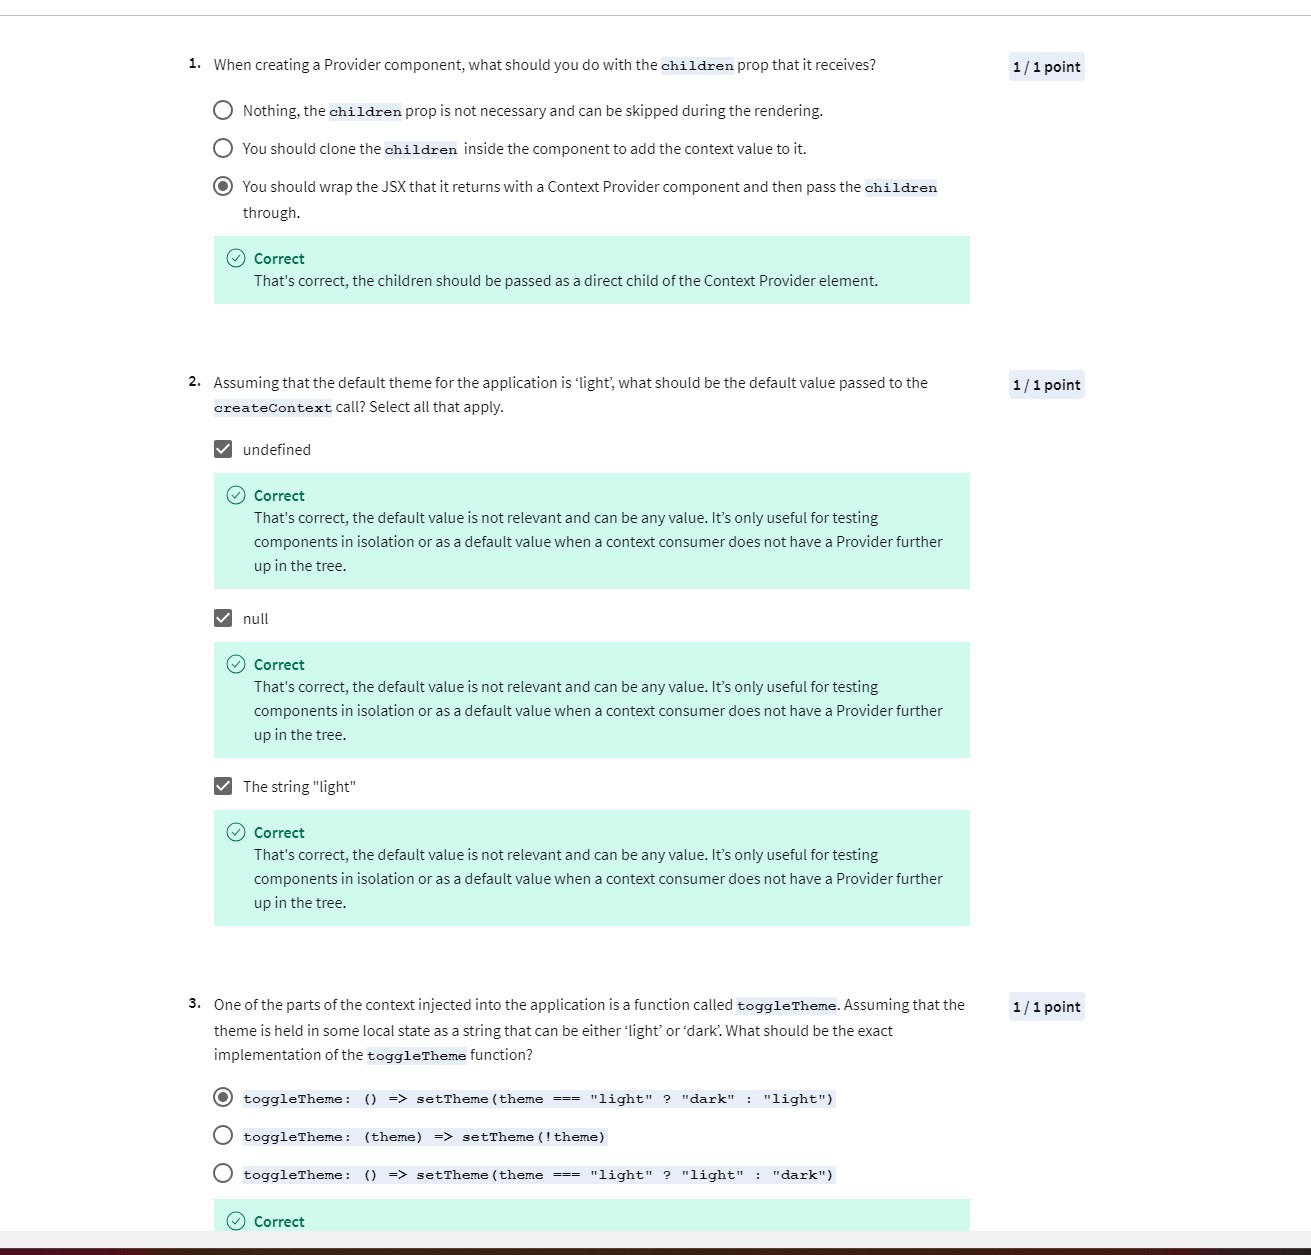 1. When creating a Provider component, what should you do with the children prop that it receives?
1 / 1 point
Nothing, the children prop is not necessary and can be skipped during the rendering.
You should clone the children inside the component to add the context value to it.
You should wrap the JSX that it returns with a Context Provider component and then pass the children
through.
Correct
That's correct, the children should be passed as a direct child of the Context Provider element.
2. Assuming that the default theme for the application is ‘light’, what should be the default value passed to the
1 / 1 point
createContext call? Select all that apply.
undefined
Correct
That's correct, the default value is not relevant and can be any value. It’s only useful for testing
components in isolation or as a default value when a context consumer does not have a Provider further
up in the tree.
null
Correct
That's correct, the default value is not relevant and can be any value. It’s only useful for testing
components in isolation or as a default value when a context consumer does not have a Provider further
up in the tree.
The string "light"
Correct
That's correct, the default value is not relevant and can be any value. It’s only useful for testing
components in isolation or as a default value when a context consumer does not have a Provider further
up in the tree.
3. One of the parts of the context injected into the application is a function called toggleTheme. Assuming that the
1 / 1 point
theme is held in some local state as a string that can be either ‘light’ or ‘dark’. What should be the exact
implementation of the toggleTheme function?
toggleTheme: () => setTheme(theme === "light" ? "dark" : "light")
toggleTheme: (theme) => setTheme(!theme)
toggleTheme: () => setTheme(theme === "light" ? "light" : "dark")
Correct